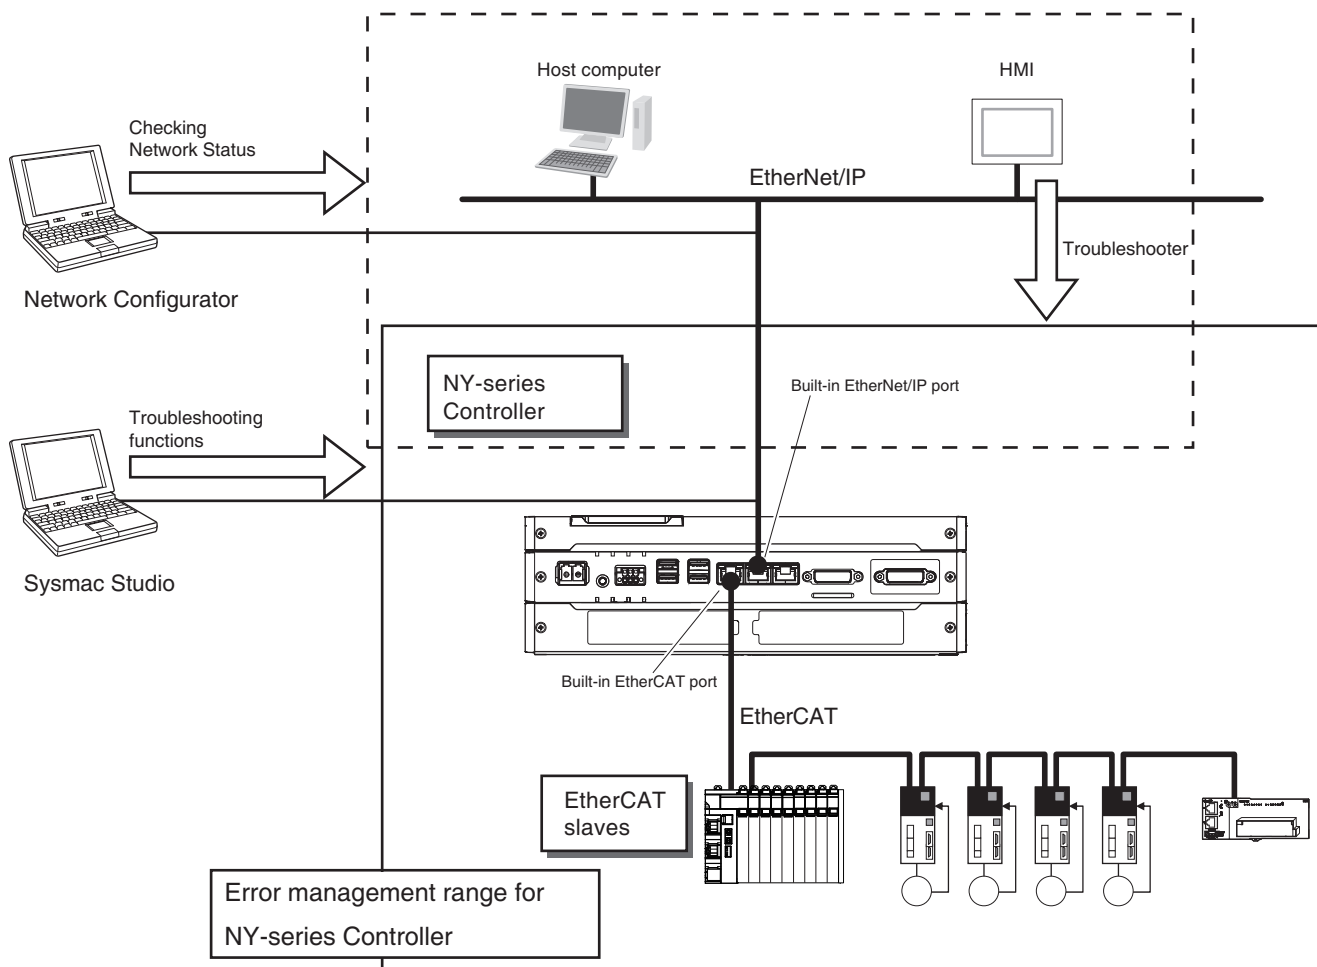 Host computer
HMI
Checking
Network Status
EtherNet/IP
Troubleshooter
Network Configurator
NY-series
Controller
Built-in EtherNet/IP port
Troubleshooting
functions
Sysmac Studio
Built-in EtherCAT port
EtherCAT
EtherCAT
slaves
Error management range for
NY-series Controller